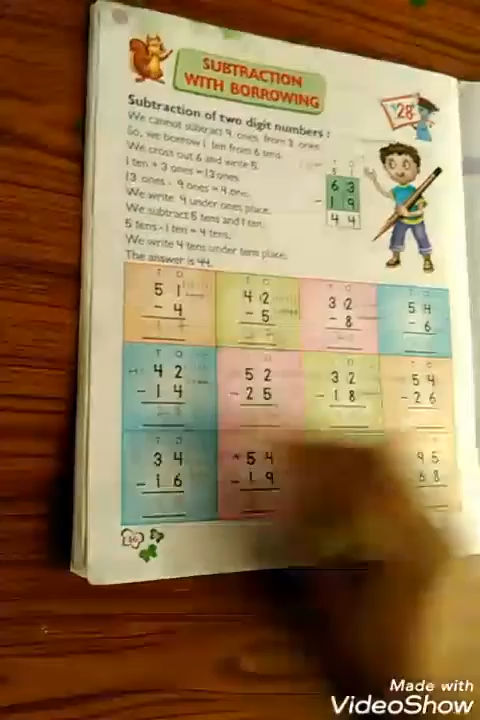 SUBTRACTION
WITH BORROWING
28
Subtraction of two digit numbers :
We cannot subtract 9 ones from 3 ones
So, we borrow 1 ten from 6 tens
We cross out 6 and write 5
1 ten + 3 ones = 13 ones
13 ones - 9 ones = 4 ones
We write 4 under ones place.
We subtract 5 tens and 1 ten.
5 tens - 1 ten = 4 tens.
We write 4 tens under tens place.
The answer is 44.
T O
5
6 3
- 1 9
4 4
T O T O T O T O
5 1 4 2 3 2 5 4
- 4 - 5 - 8 - 6
T O
4 2 5 2 3 2 5 4
- 1 4 - 2 5 - 1 8 - 2 6
3 4 5 4 9 5
- 1 6 - 1 9 6 8
Made with
VideoShow